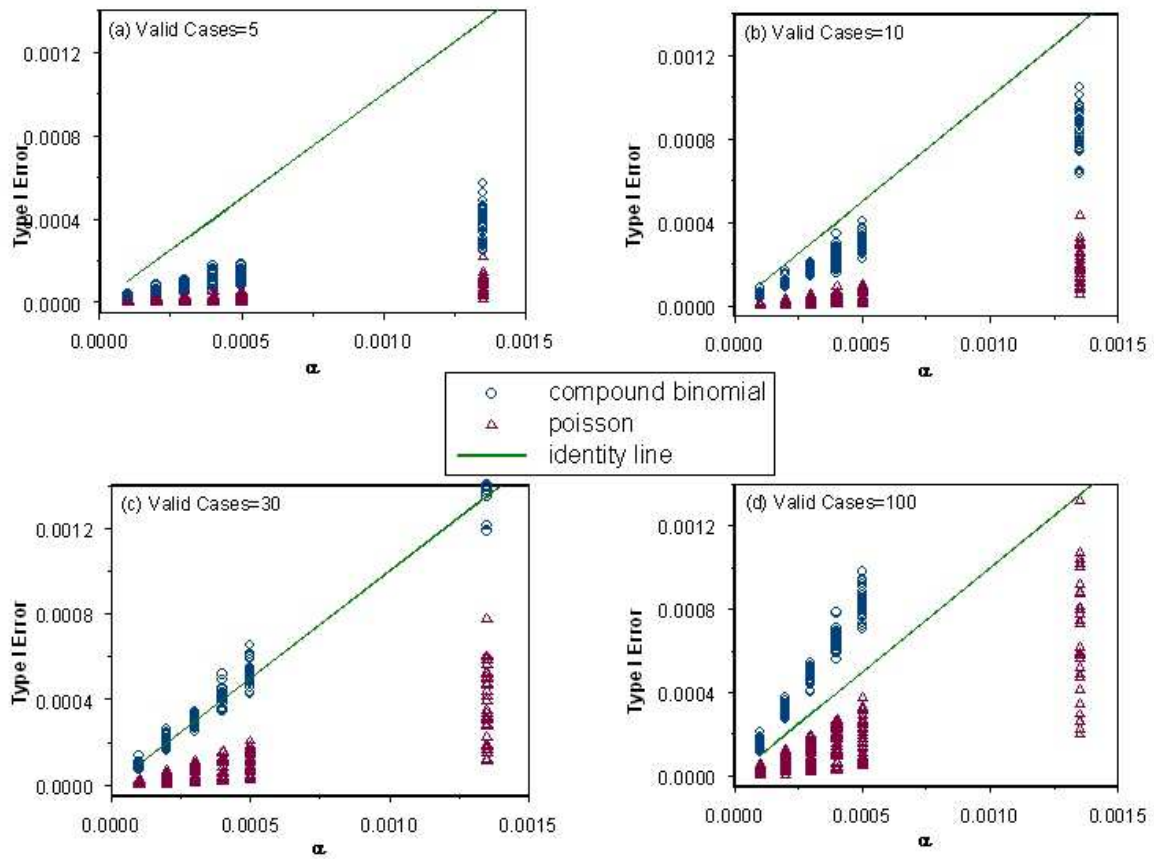 (a) Valid Cases=5
0.0012
0.0008
0.0004
0.0000
Type I Error
0.0000 0.0005 0.0010 0.0015
α
(b) Valid Cases=10
0.0012
0.0008
0.0004
0.0000
Type I Error
0.0000 0.0005 0.0010 0.0015
α
compound binomial
poisson
identity line
(c) Valid Cases=30
0.0012
0.0008
0.0004
0.0000
Type I Error
0.0000 0.0005 0.0010 0.0015
α
(d) Valid Cases=100
0.0012
0.0008
0.0004
0.0000
Type I Error
0.0000 0.0005 0.0010 0.0015
α